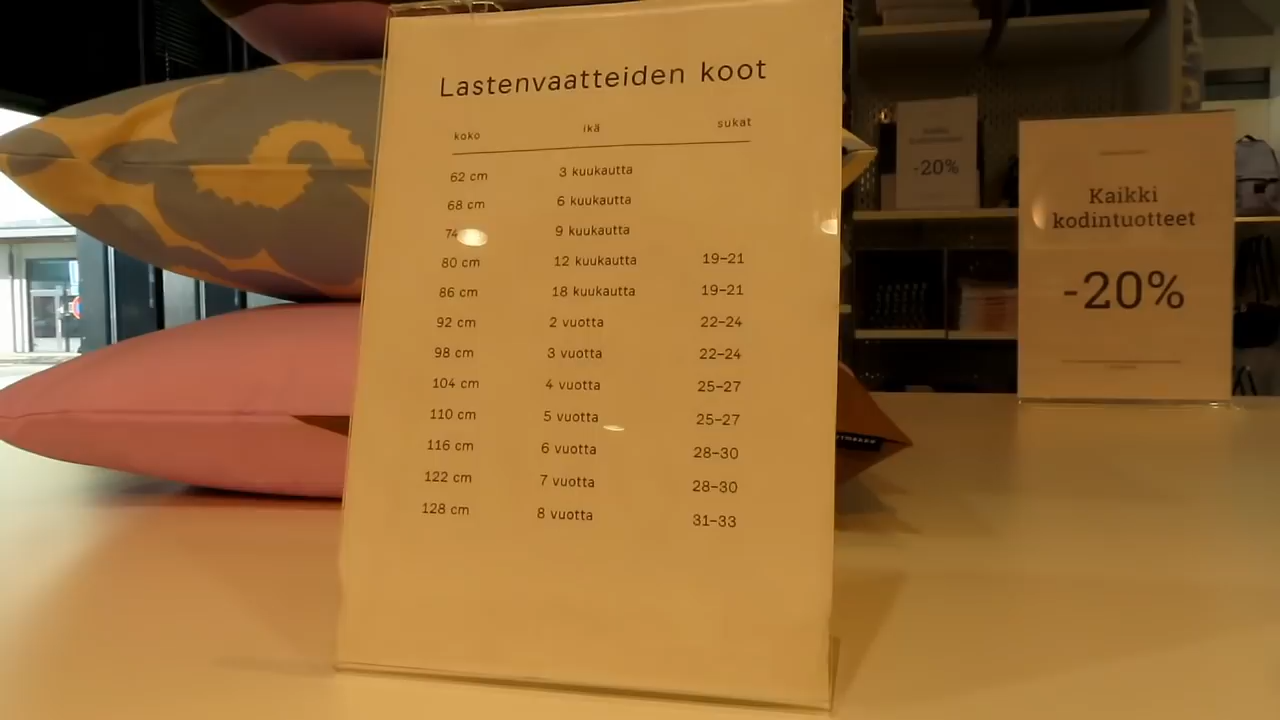 Lastenvaatteiden koot
koko ikä sukat
62 cm 3 kuukautta
68 cm 6 kuukautta
74 9 kuukautta
80 cm 12 kuukautta 19–21
86 cm 18 kuukautta 19–21
92 cm 2 vuotta 22–24
98 cm 3 vuotta 22–24
104 cm 4 vuotta 25–27
110 cm 5 vuotta 25–27
116 cm 6 vuotta 28–30
122 cm 7 vuotta 28–30
128 cm 8 vuotta 31–33
-20%
Kaikki
kodintuotteet
-20%